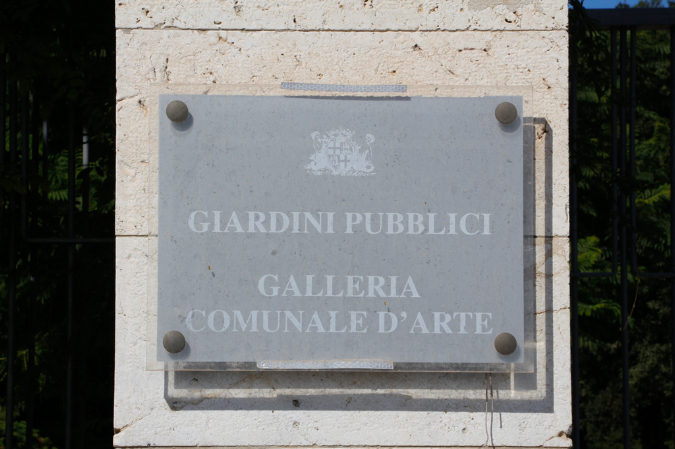 GIARDINI PUBBLICI
GALLERIA
COMUNALE D'ARTE